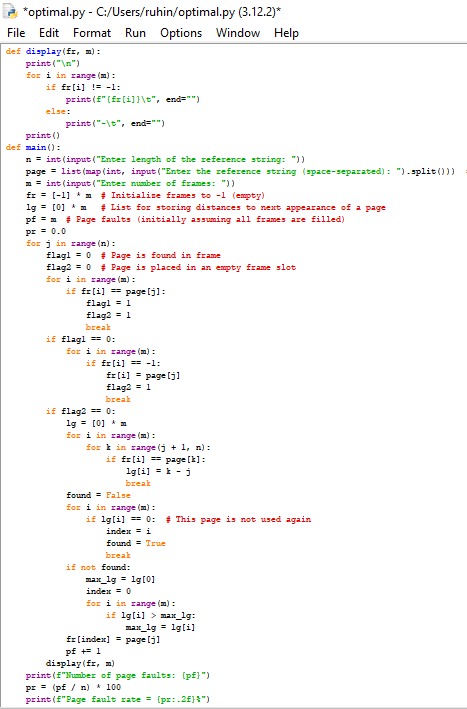 *optimal.py - C:/Users/ruhin/optimal.py (3.12.2)*
File Edit Format Run Options Window Help
def display(fr, m):
    print("\n")
    for i in range(m):
        if fr[i] != -1:
            print(f"{fr[i]}\t", end="")
        else:
            print("-\t", end="")
    print()
def main():
    n = int(input("Enter length of the reference string: "))
    page = list(map(int, input("Enter the reference string (space-separated): ").split()))
    m = int(input("Enter number of frames: "))
    fr = [-1] * m  # Initialize frames to -1 (empty)
    lg = [0] * m  # List for storing distances to next appearance of a page
    pf = m  # Page faults (initially assuming all frames are filled)
    pr = 0.0
    for j in range(n):
        flag1 = 0  # Page is found in frame
        flag2 = 0  # Page is placed in an empty frame slot
        for i in range(m):
            if fr[i] == page[j]:
                flag1 = 1
                flag2 = 1
                break
        if flag1 == 0:
            for i in range(m):
                if fr[i] == -1:
                    fr[i] = page[j]
                    flag2 = 1
                    break
        if flag2 == 0:
            lg = [0] * m
            for i in range(m):
                for k in range(j + 1, n):
                    if fr[i] == page[k]:
                        lg[i] = k - j
                        break
            found = False
            for i in range(m):
                if lg[i] == 0:  # This page is not used again
                    index = i
                    found = True
                    break
            if not found:
                max_lg = lg[0]
                index = 0
                for i in range(m):
                    if lg[i] > max_lg:
                        max_lg = lg[i]
            fr[index] = page[j]
            pf += 1
        display(fr, m)
    print(f"Number of page faults: {pf}")
    pr = (pf / n) * 100
    print(f"Page fault rate = {pr:.2f}%")